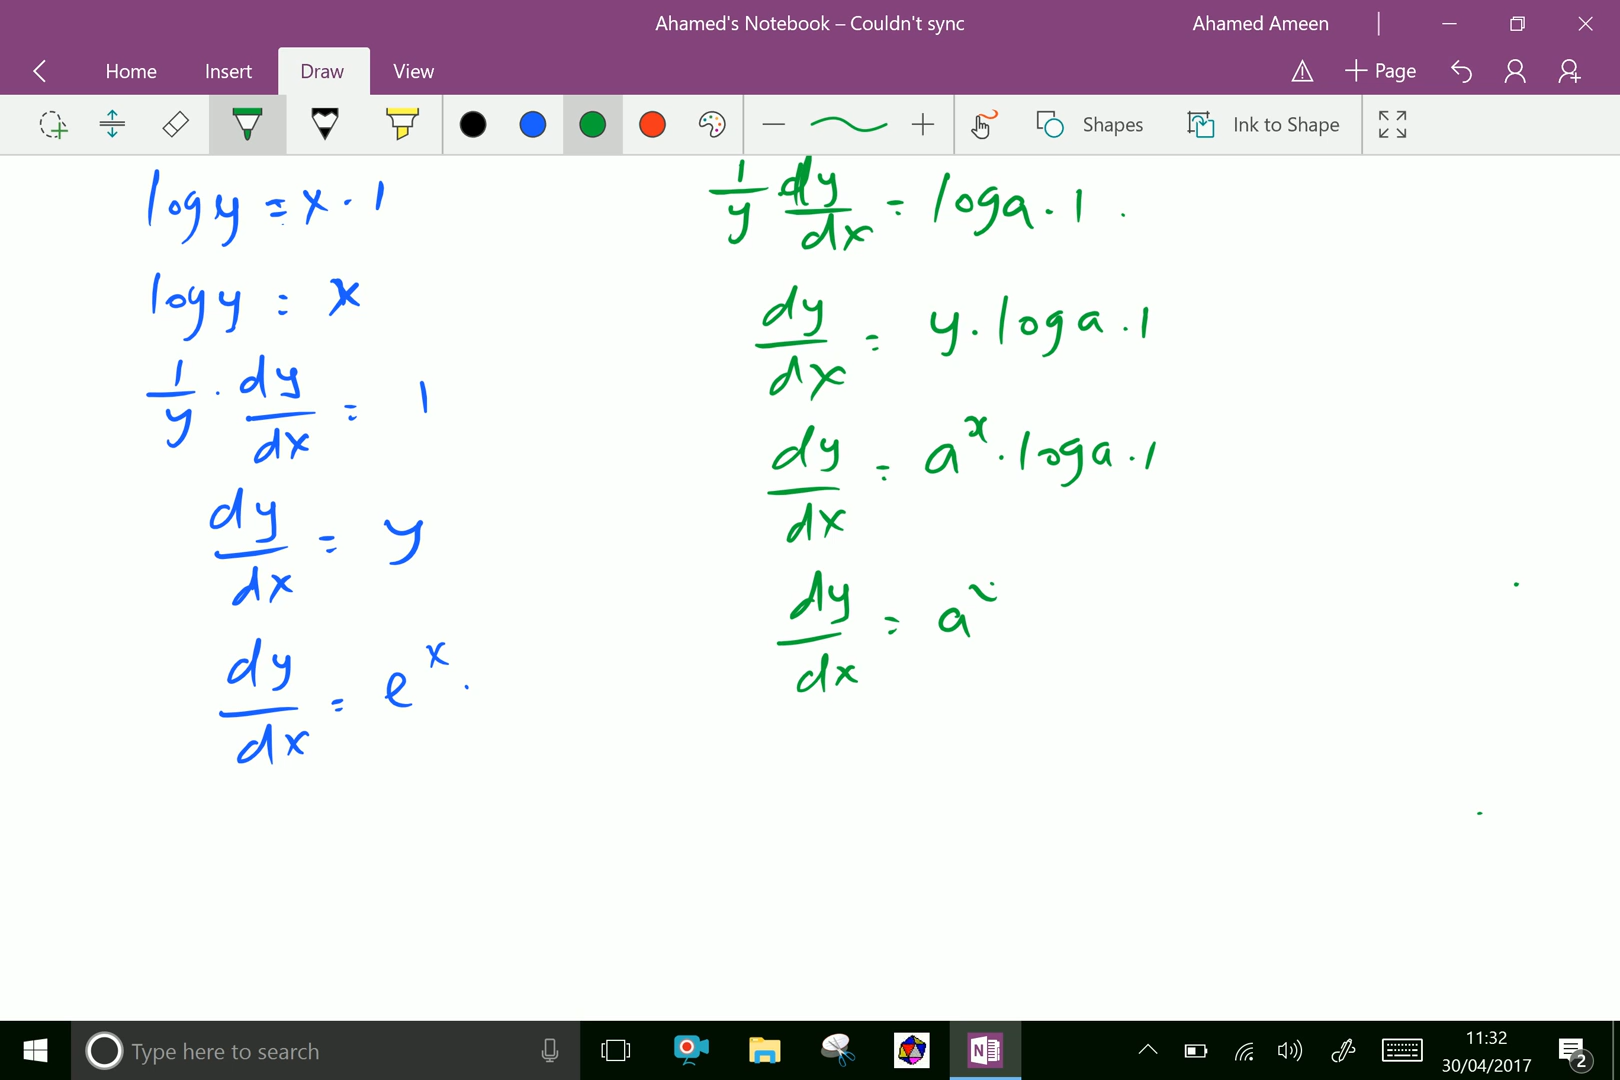 Ahamed's Notebook – Couldn't sync
Ahamed Ameen
Home Insert Draw View
Page
Shapes
Ink to Shape
log y = x · 1
log y = x
1/y · dy/dx = 1
dy/dx = y
dy/dx = e^x .
1/y dy/dx = log a · 1 .
dy/dx = y · log a · 1
dy/dx = a^x · log a · 1
dy/dx = a^x
Type here to search
N
11:32
30/04/2017
2